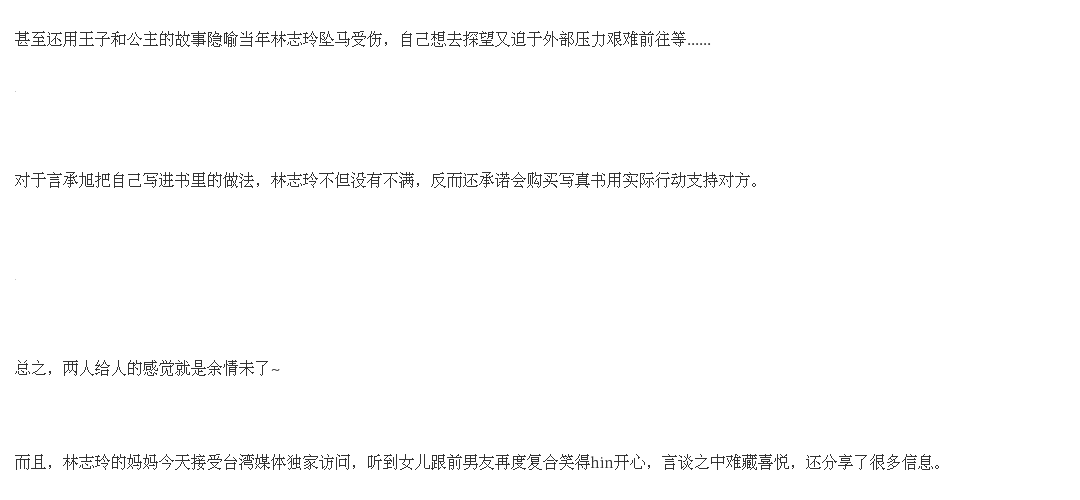 甚至还用王子和公主的故事隐喻当年林志玲坠马受伤，自己想去探望又迫于外部压力艰难前往等......
对于言承旭把自己写进书里的做法，林志玲不但没有不满，反而还承诺会购买写真书用实际行动支持对方。
总之，两人给人的感觉就是余情未了~
而且，林志玲的妈妈今天接受台湾媒体独家访问，听到女儿跟前男友再度复合笑得hin开心，言谈之中难藏喜悦，还分享了很多信息。